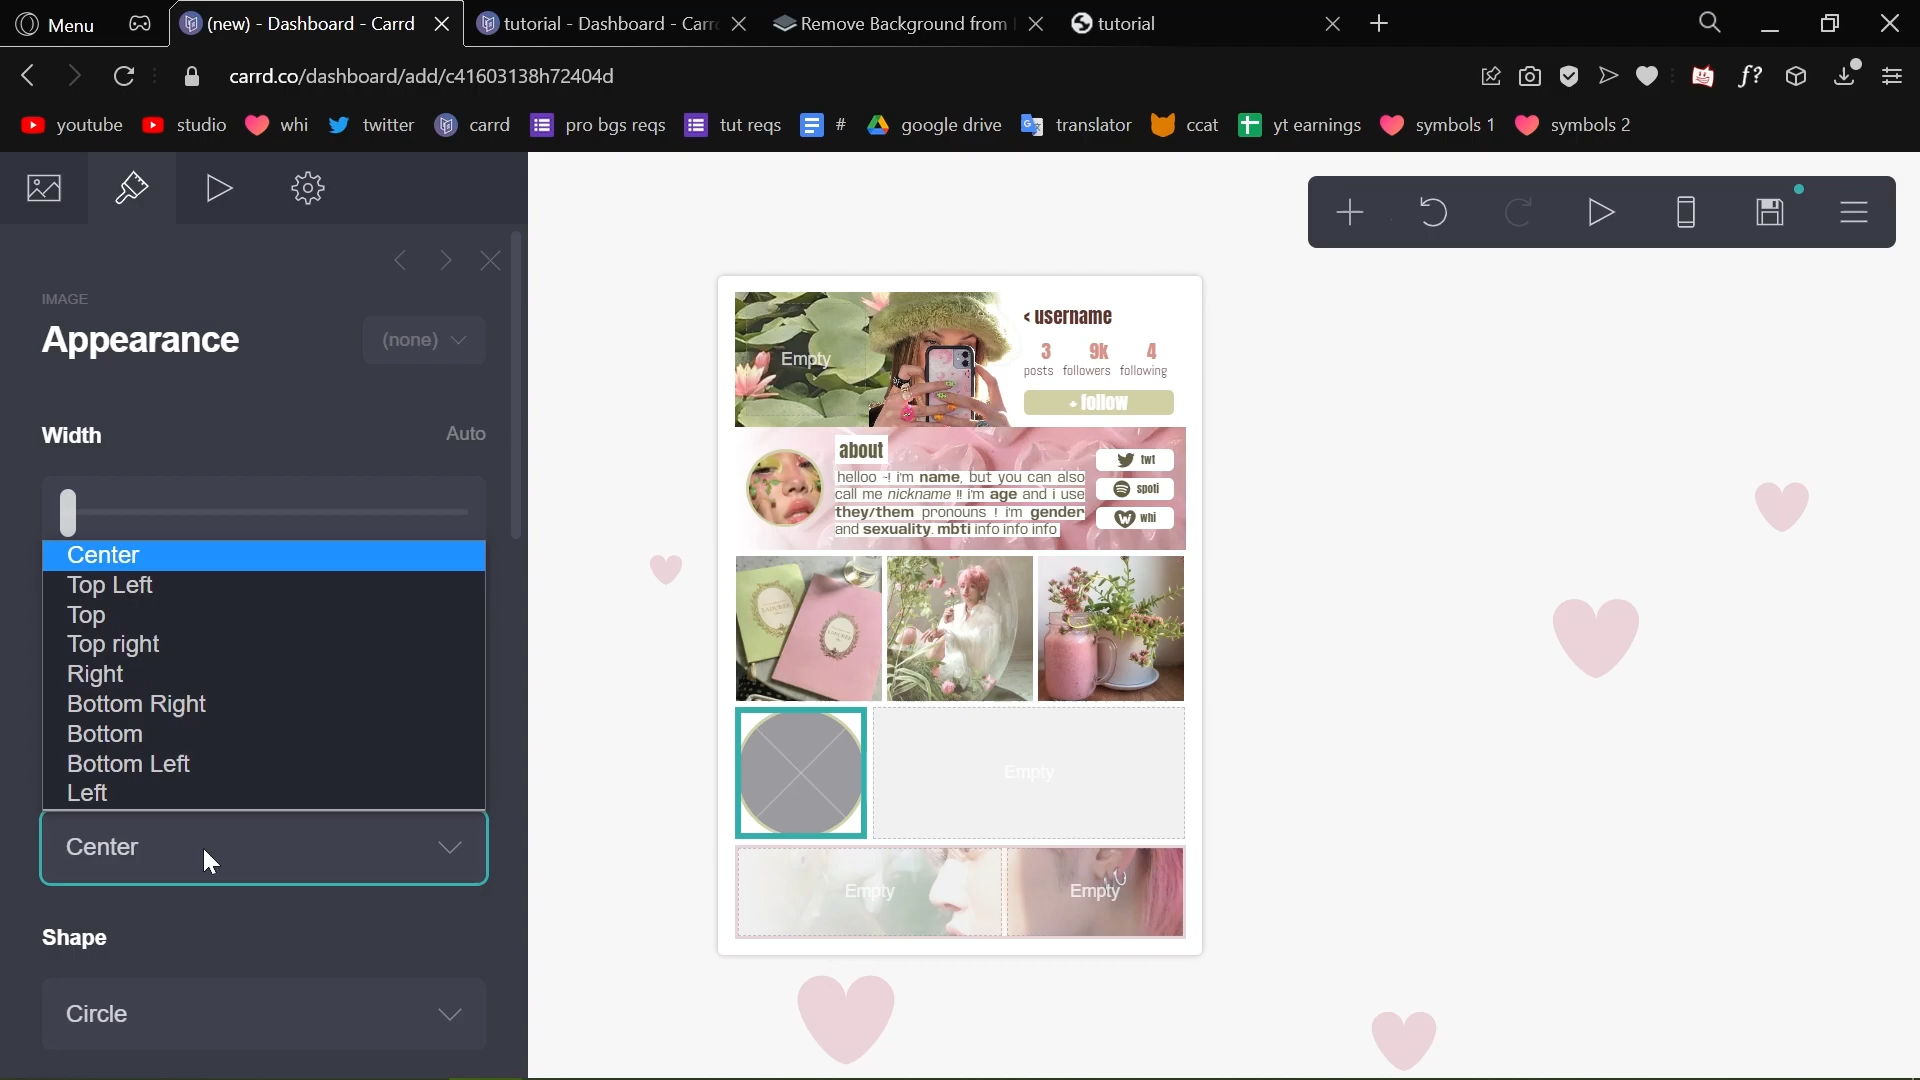 Menu
(new) - Dashboard - Carrd
tutorial - Dashboard - Carr
Remove Background from
tutorial
carrd.co/dashboard/add/c41603138h72404d
f?
youtube
studio
whi
twitter
carrd
pro bgs reqs
tut reqs
#
google drive
translator
ccat
yt earnings
symbols 1
symbols 2
IMAGE
Appearance
(none)
Width
Auto
Center
Top Left
Top
Top right
Right
Bottom Right
Bottom
Bottom Left
Left
Center
Shape
Circle
Empty
< username
3 9k 4
posts followers following
+ follow
about
helloo ~! i'm name, but you can also
call me nickname !! i'm age and i use
they/them pronouns ! i'm gender
and sexuality. mbti info info info
twt
spoti
whi
LADURÉE
LADURÉE
Empty
Empty
Empty